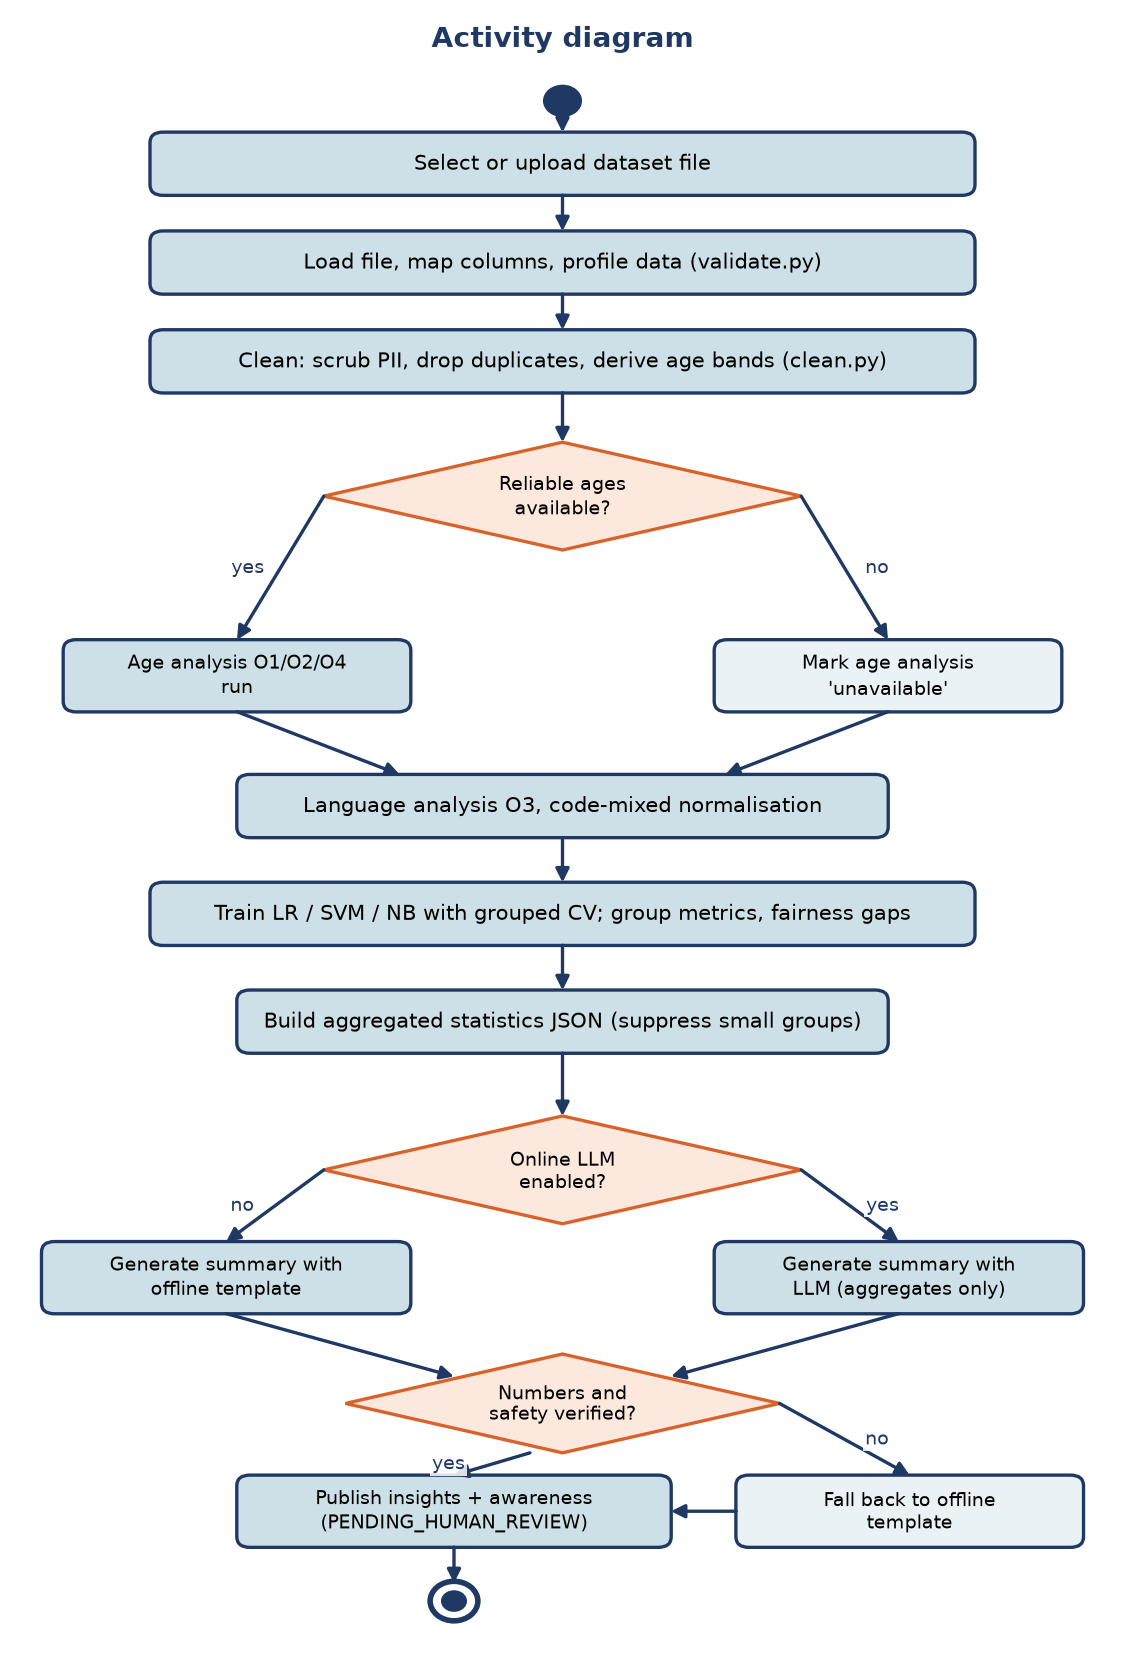 Activity diagram
Select or upload dataset file
Load file, map columns, profile data (validate.py)
Clean: scrub PII, drop duplicates, derive age bands (clean.py)
Reliable ages
available?
yes
no
Age analysis O1/O2/O4
run
Mark age analysis
'unavailable'
Language analysis O3, code-mixed normalisation
Train LR / SVM / NB with grouped CV; group metrics, fairness gaps
Build aggregated statistics JSON (suppress small groups)
Online LLM
enabled?
no
yes
Generate summary with
offline template
Generate summary with
LLM (aggregates only)
Numbers and
safety verified?
yes
no
Publish insights + awareness
(PENDING_HUMAN_REVIEW)
Fall back to offline
template